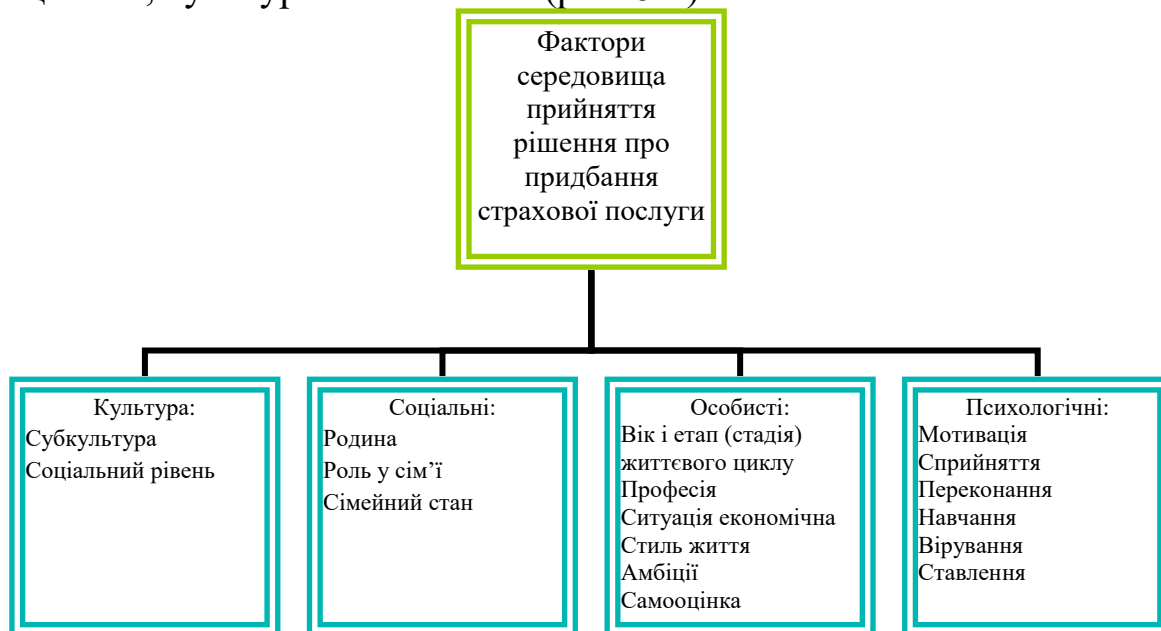 Фактори
середовища
прийняття
рішення про
придбання
страхової послуги
Культура:
Субкультура
Соціальний рівень
Соціальні:
Родина
Роль у сім’ї
Сімейний стан
Особисті:
Вік і етап (стадія)
життєвого циклу
Професія
Ситуація економічна
Стиль життя
Амбіції
Самооцінка
Психологічні:
Мотивація
Сприйняття
Переконання
Навчання
Вірування
Ставлення